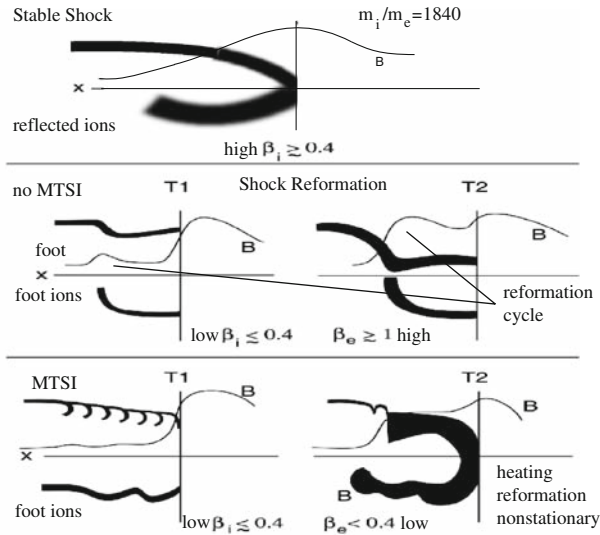 Stable Shock
m_i/m_e=1840
B
x
reflected ions
high β_i ≳ 0.4
no MTSI
T1
Shock Reformation
T2
foot
B
B
x
foot ions
reformation
cycle
low β_i ≲ 0.4
β_e ≳ 1 high
MTSI
T1
T2
B
B
x
B
heating
reformation
nonstationary
foot ions
low β_i ≲ 0.4
β_e < 0.4 low